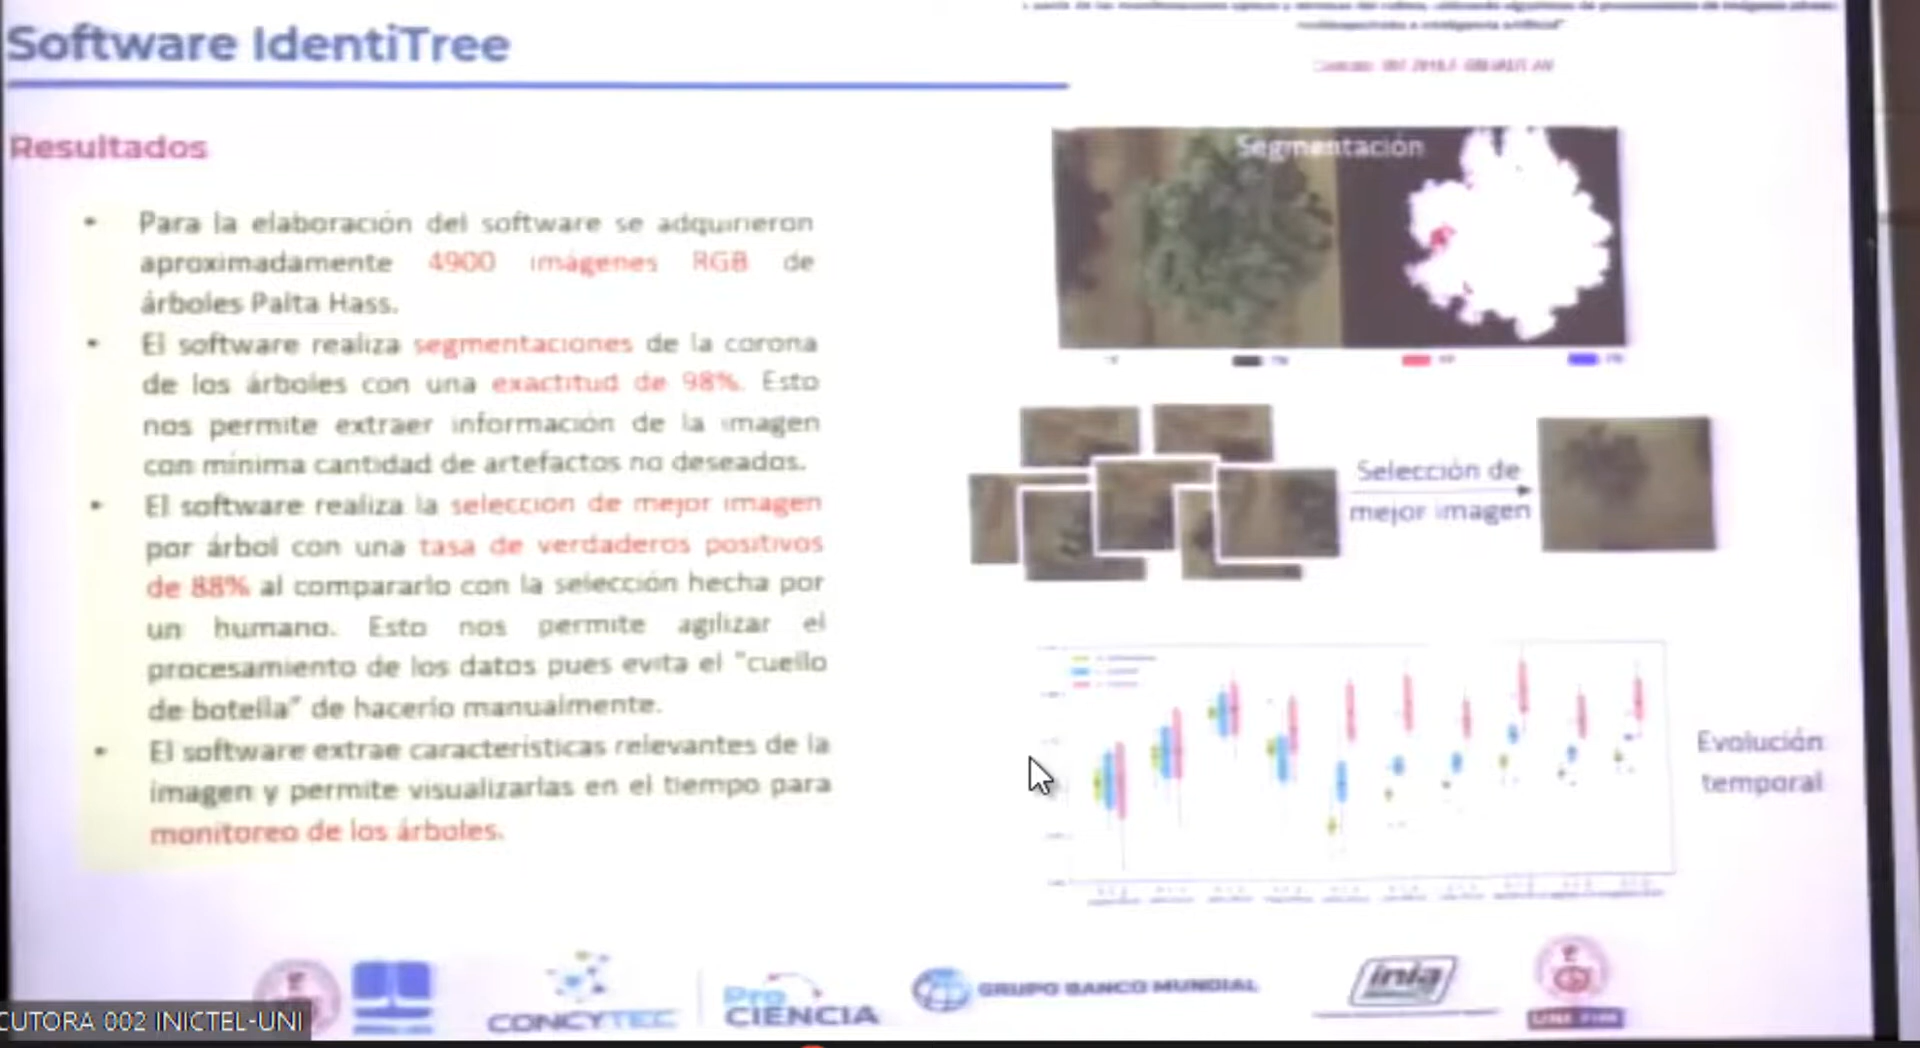 Software IdentiTree
Resultados
• Para la elaboración del software se adquirieron
aproximadamente 4900 imágenes RGB de
árboles Palta Hass.
• El software realiza segmentaciones de la corona
de los árboles con una exactitud de 98%. Esto
nos permite extraer información de la imagen
con mínima cantidad de artefactos no deseados.
• El software realiza la selección de mejor imagen
por árbol con una tasa de verdaderos positivos
de 88% al compararlo con la selección hecha por
un humano. Esto nos permite agilizar el
procesamiento de los datos pues evita el "cuello
de botella" de hacerlo manualmente.
• El software extrae características relevantes de la
imagen y permite visualizarlas en el tiempo para
monitoreo de los árboles.
Segmentación
Selección de
mejor imagen
Evolución
temporal
CONCYTEC
Pro
CIENCIA
GRUPO BANCO MUNDIAL
inia
CUTORA 002 INICTEL-UNI